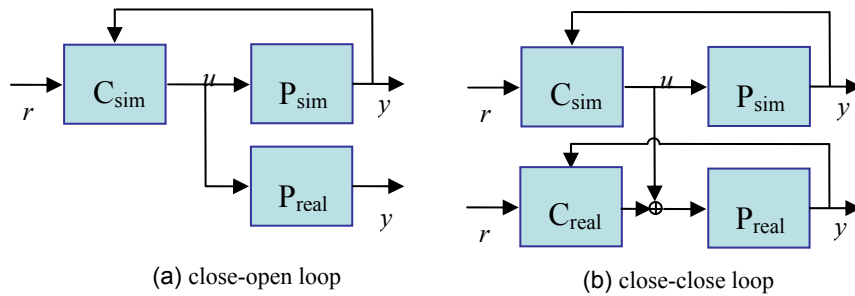 C_sim u P_sim
r y
P_real
y
(a) close-open loop
C_sim u P_sim
r y
C_real P_real
r y
(b) close-close loop